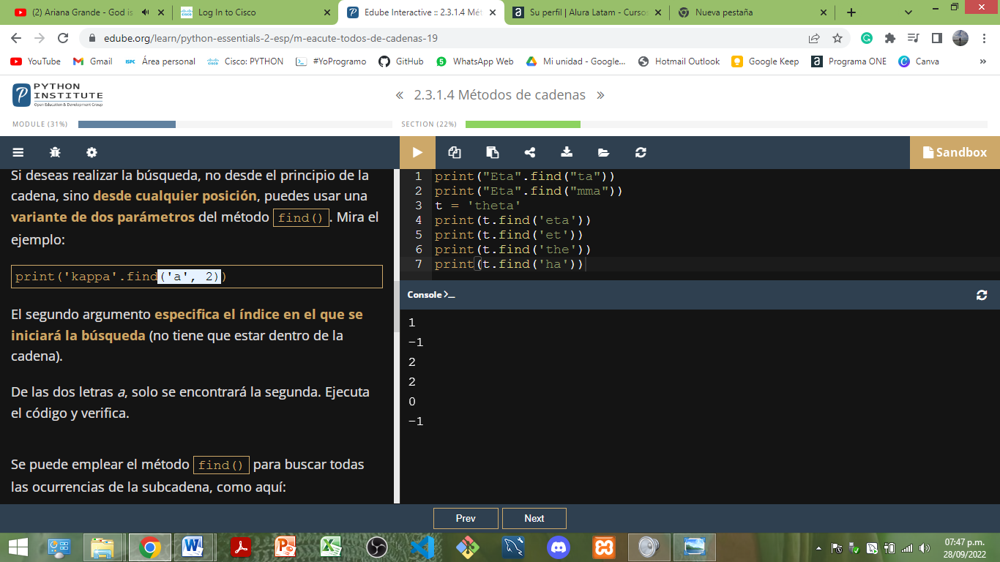 (2) Ariana Grande - God is
Log In to Cisco
Edube Interactive :: 2.3.1.4 Mét
Su perfil | Alura Latam - Cursos
Nueva pestaña
edube.org/learn/python-essentials-2-esp/m-eacute-todos-de-cadenas-19
YouTube
Gmail
Área personal
Cisco: PYTHON
#YoProgramo
GitHub
WhatsApp Web
Mi unidad - Google...
Hotmail Outlook
Google Keep
Programa ONE
Canva
»
PYTHON
INSTITUTE
Open Education & Development Group
« 2.3.1.4 Métodos de cadenas »
MODULE (31%)
SECTION (22%)
Sandbox
Si deseas realizar la búsqueda, no desde el principio de la
cadena, sino desde cualquier posición, puedes usar una
variante de dos parámetros del método find(). Mira el
ejemplo:
print('kappa'.find('a', 2))
El segundo argumento especifica el índice en el que se
iniciará la búsqueda (no tiene que estar dentro de la
cadena).
De las dos letras a, solo se encontrará la segunda. Ejecuta
el código y verifica.
Se puede emplear el método find() para buscar todas
las ocurrencias de la subcadena, como aquí:
1 print("Eta".find("ta"))
2 print("Eta".find("mma"))
3 t = 'theta'
4 print(t.find('eta'))
5 print(t.find('et'))
6 print(t.find('the'))
7 print(t.find('ha'))
Console >_
1
-1
2
2
0
-1
Prev
Next
07:47 p.m.
28/09/2022